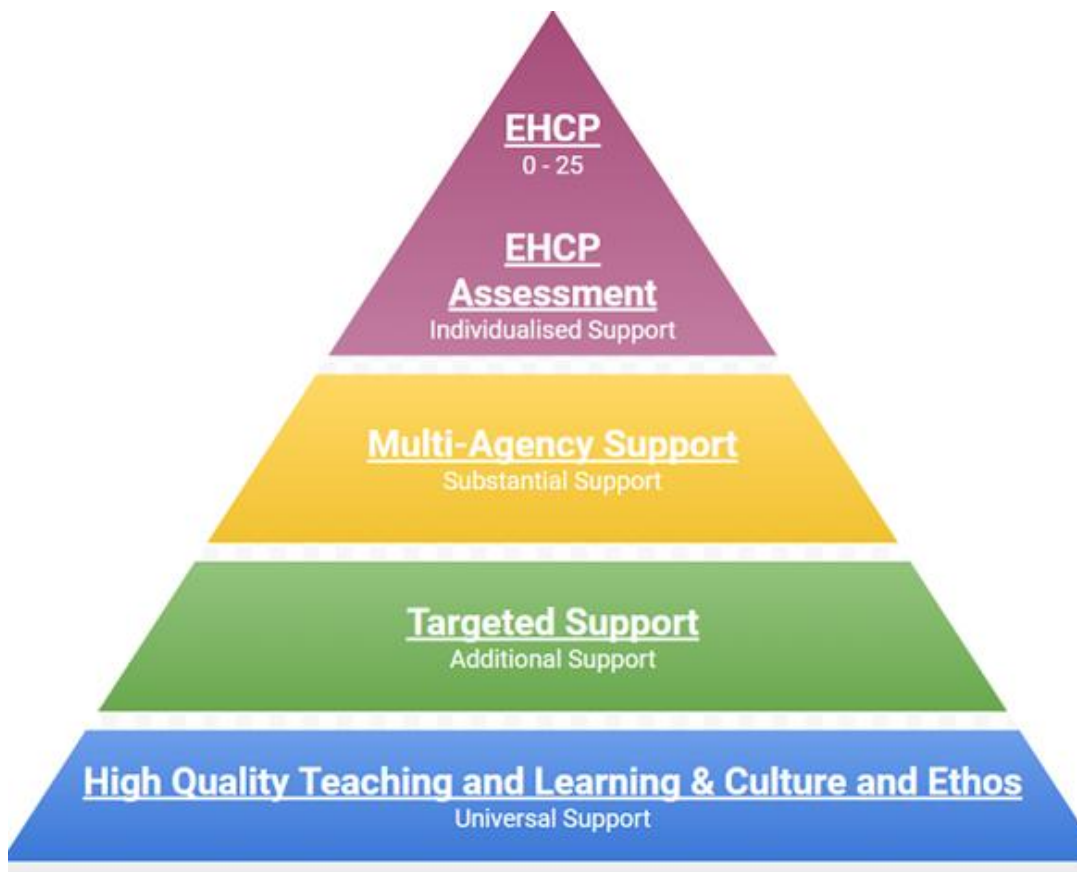 EHCP
0 - 25
EHCP
Assessment
Individualised Support
Multi-Agency Support
Substantial Support
Targeted Support
Additional Support
High Quality Teaching and Learning & Culture and Ethos
Universal Support